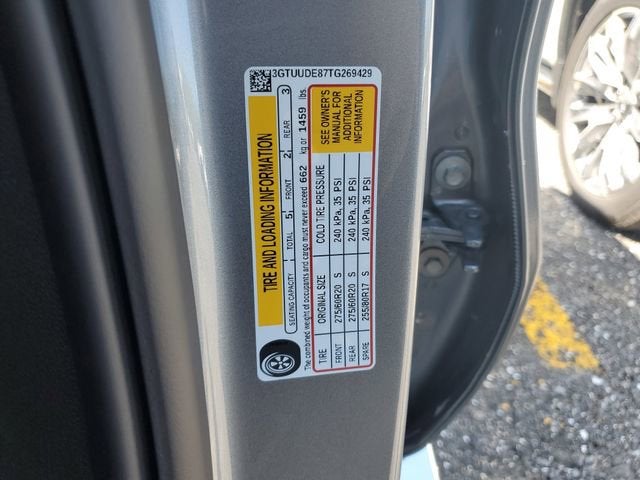 3GTUUDE87TG269429
TIRE AND LOADING INFORMATION
SEATING CAPACITY TOTAL 5 FRONT 2 REAR 3
The combined weight of occupants and cargo must never exceed 662 kg or 1459 lbs.
TIRE ORIGINAL SIZE COLD TIRE PRESSURE
FRONT 275/60R20 S 240 kPa, 35 PSI
REAR 275/60R20 S 240 kPa, 35 PSI
SPARE 255/80R17 S 240 kPa, 35 PSI
SEE OWNER'S
MANUAL FOR
ADDITIONAL
INFORMATION